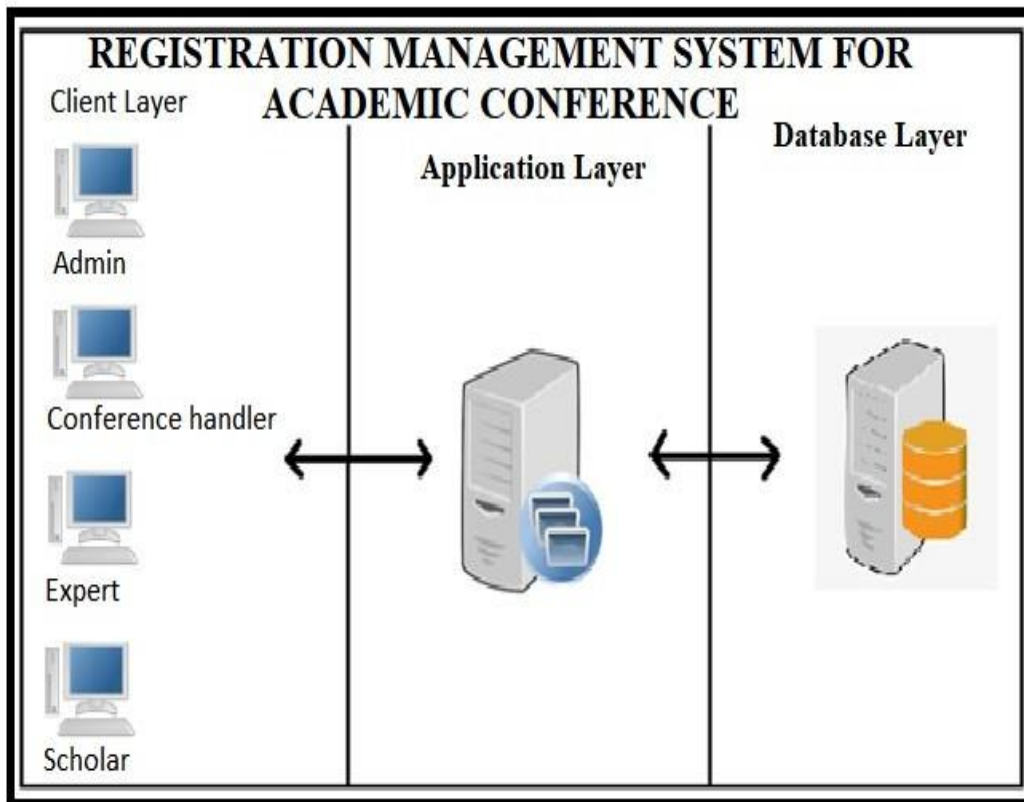 REGISTRATION MANAGEMENT SYSTEM FOR
ACADEMIC CONFERENCE
Client Layer
Admin
Conference handler
Expert
Scholar
Application Layer
Database Layer